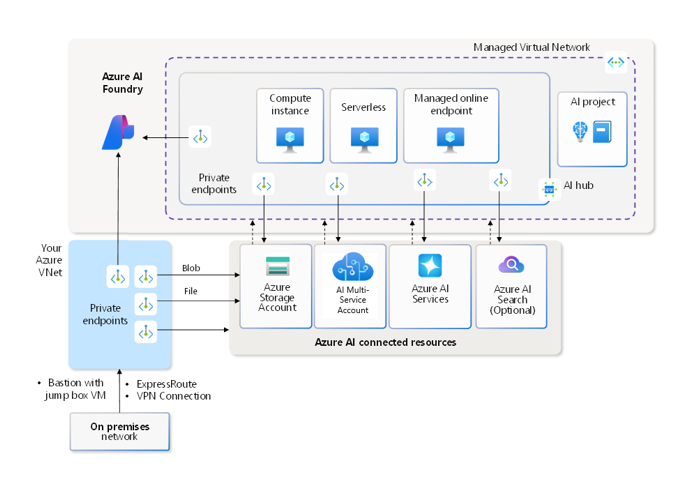 Managed Virtual Network
Azure AI
Foundry
Compute
instance
Serverless
Managed online
endpoint
AI project
Private
endpoints
AI hub
Your
Azure
VNet
Private
endpoints
Blob
File
Azure
Storage
Account
AI Multi-
Service
Account
Azure AI
Services
Azure AI
Search
(Optional)
Azure AI connected resources
• Bastion with
jump box VM
• ExpressRoute
• VPN Connection
On premises
network